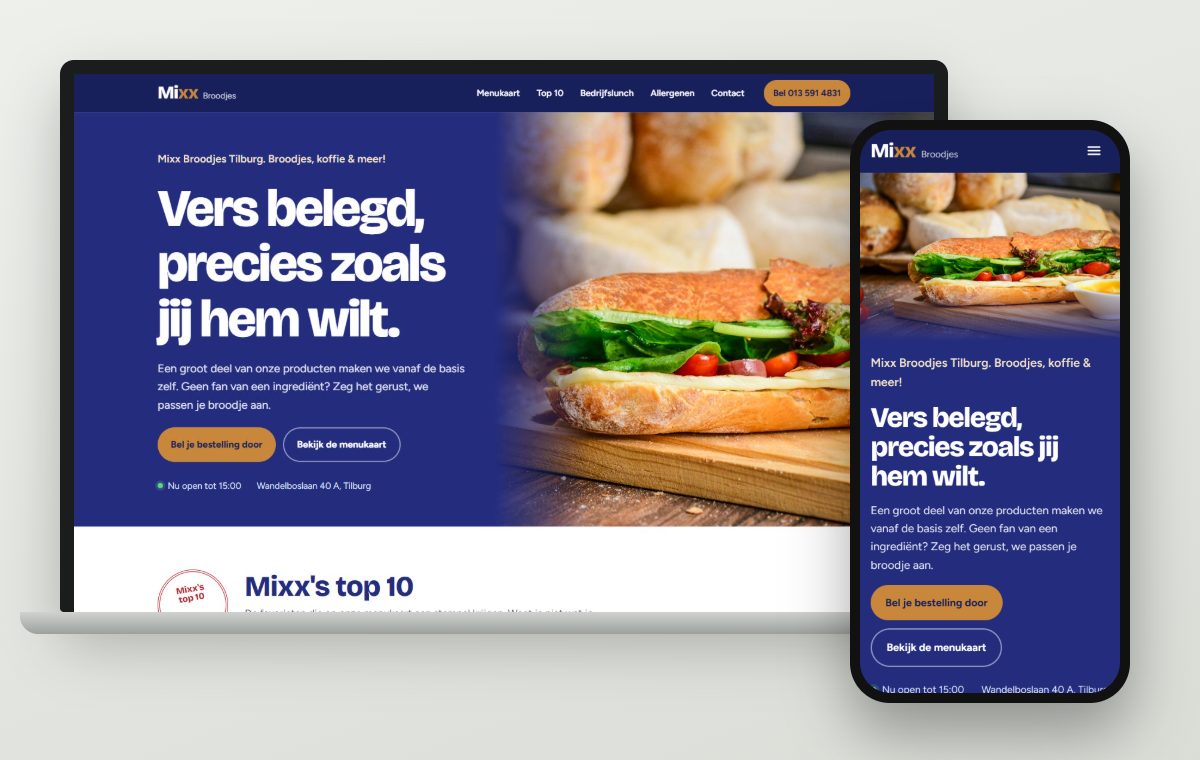 Mixx Broodjes
Menukaart Top 10 Bedrijfslunch Allergenen Contact Bel 013 591 4831
Mixx Broodjes Tilburg. Broodjes, koffie & meer!
Vers belegd,
precies zoals
jij hem wilt.
Een groot deel van onze producten maken we vanaf de basis
zelf. Geen fan van een ingrediënt? Zeg het gerust, we
passen je broodje aan.
Bel je bestelling door Bekijk de menukaart
Nu open tot 15:00 Wandelboslaan 40 A, Tilburg
Mixx's
top 10
Mixx's top 10
Mixx Broodjes
Mixx Broodjes Tilburg. Broodjes, koffie &
meer!
Vers belegd,
precies zoals jij
hem wilt.
Een groot deel van onze producten maken we
vanaf de basis zelf. Geen fan van een
ingrediënt? Zeg het gerust, we passen je
broodje aan.
Bel je bestelling door
Bekijk de menukaart
Nu open tot 15:00 Wandelboslaan 40 A, Tilburg